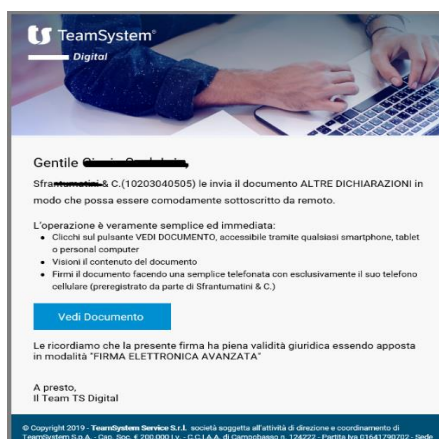 TeamSystem®
Digital
Gentile
& C.(10203040505) le invia il documento ALTRE DICHIARAZIONI in
modo che possa essere comodamente sottoscritto da remoto.
L'operazione è veramente semplice ed immediata:
• Clicchi sul pulsante VEDI DOCUMENTO, accessibile tramite qualsiasi smartphone, tablet
o personal computer
• Visioni il contenuto del documento
• Firmi il documento facendo una semplice telefonata con esclusivamente il suo telefono
cellulare (preregistrato da parte di Sfrantumatini & C.)
Vedi Documento
Le ricordiamo che la presente firma ha piena validità giuridica essendo apposta
in modalità "FIRMA ELETTRONICA AVANZATA"
A presto,
Il Team TS Digital
© Copyright 2019 - TeamSystem Service S.r.l. società soggetta all'attività di direzione e coordinamento di
TeamSystem S.p.A. - Cap. Soc. € 200.000 I.v. - C.C.I.A.A. di Campobasso n. 124222 - Partita Iva 01641790702 - Sede